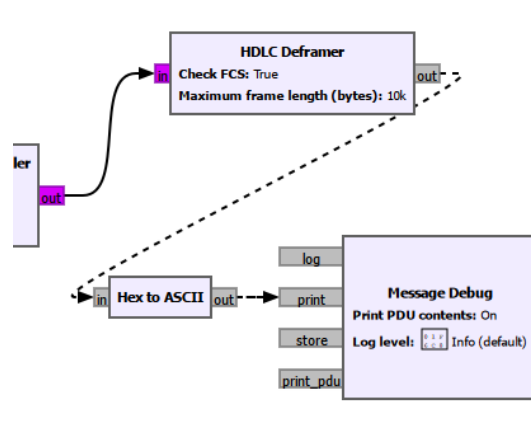 HDLC Deframer
in
Check FCS: True
out
Maximum frame length (bytes): 10k
ler
out
log
in
Hex to ASCII
out
print
Message Debug
Print PDU contents: On
store
Log level: Info (default)
print_pdu